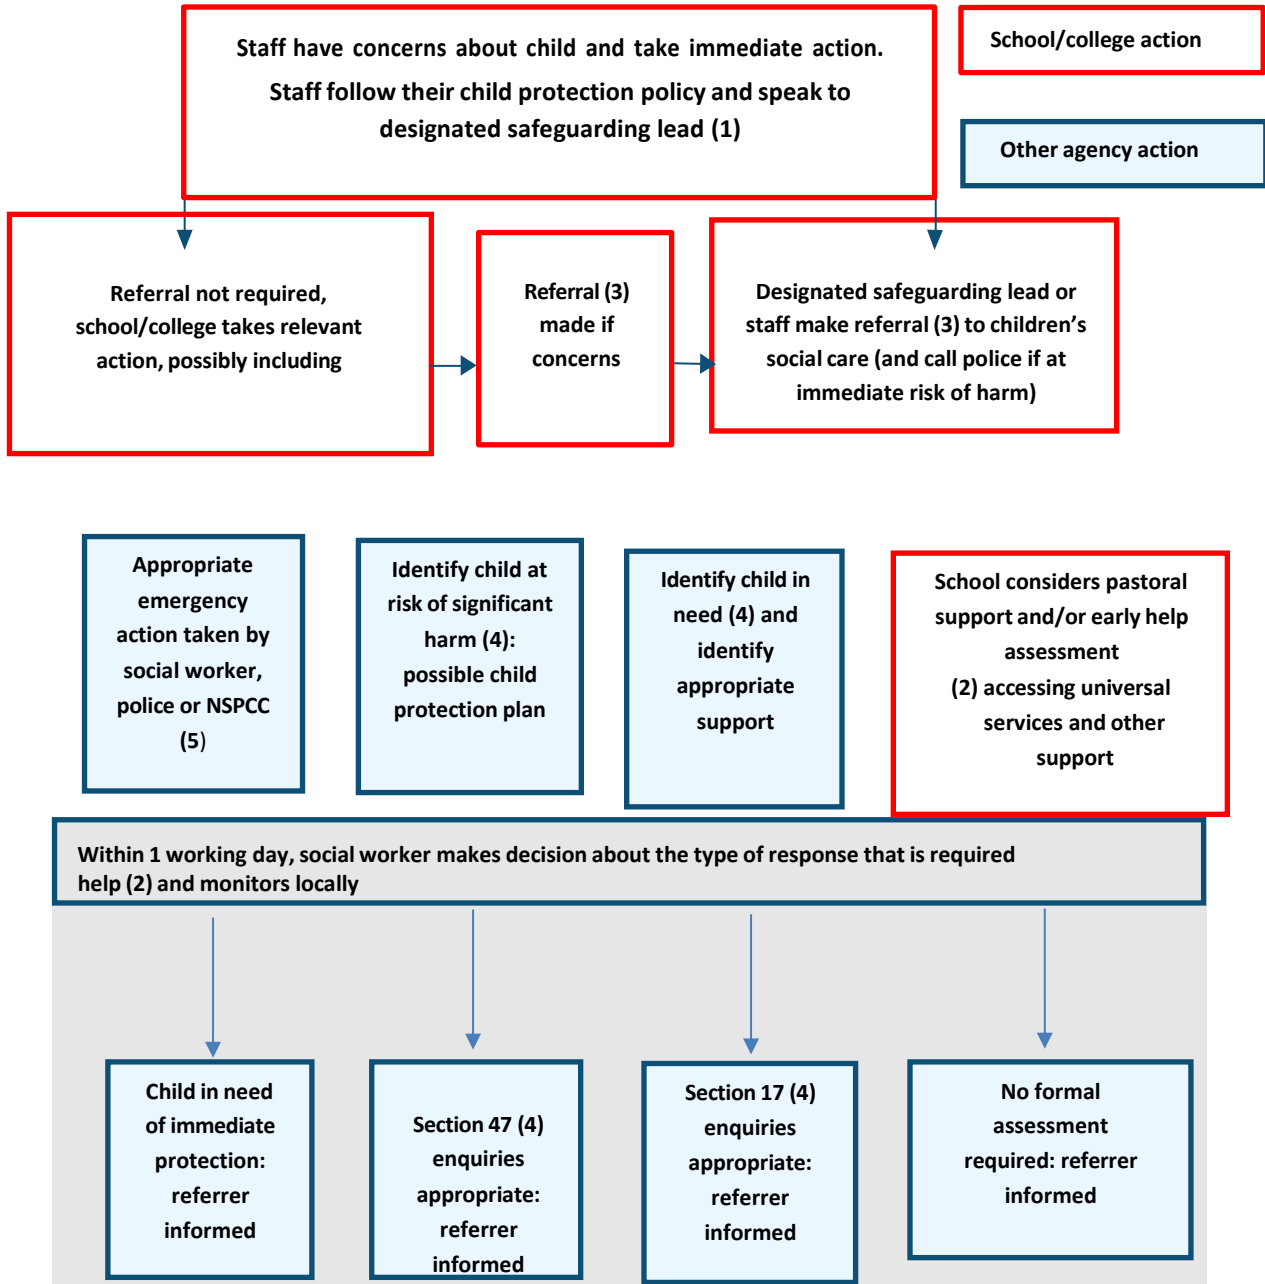 Staff have concerns about child and take immediate action.
Staff follow their child protection policy and speak to
designated safeguarding lead (1)
School/college action
Other agency action
Referral not required,
school/college takes relevant
action, possibly including
Referral (3)
made if
concerns
Designated safeguarding lead or
staff make referral (3) to children’s
social care (and call police if at
immediate risk of harm)
Appropriate
emergency
action taken by
social worker,
police or NSPCC
(5)
Identify child at
risk of significant
harm (4):
possible child
protection plan
Identify child in
need (4) and
identify
appropriate
support
School considers pastoral
support and/or early help
assessment
(2) accessing universal
services and other
support
Within 1 working day, social worker makes decision about the type of response that is required
help (2) and monitors locally
Child in need
of immediate
protection:
referrer
informed
Section 47 (4)
enquiries
appropriate:
referrer
informed
Section 17 (4)
enquiries
appropriate:
referrer
informed
No formal
assessment
required: referrer
informed